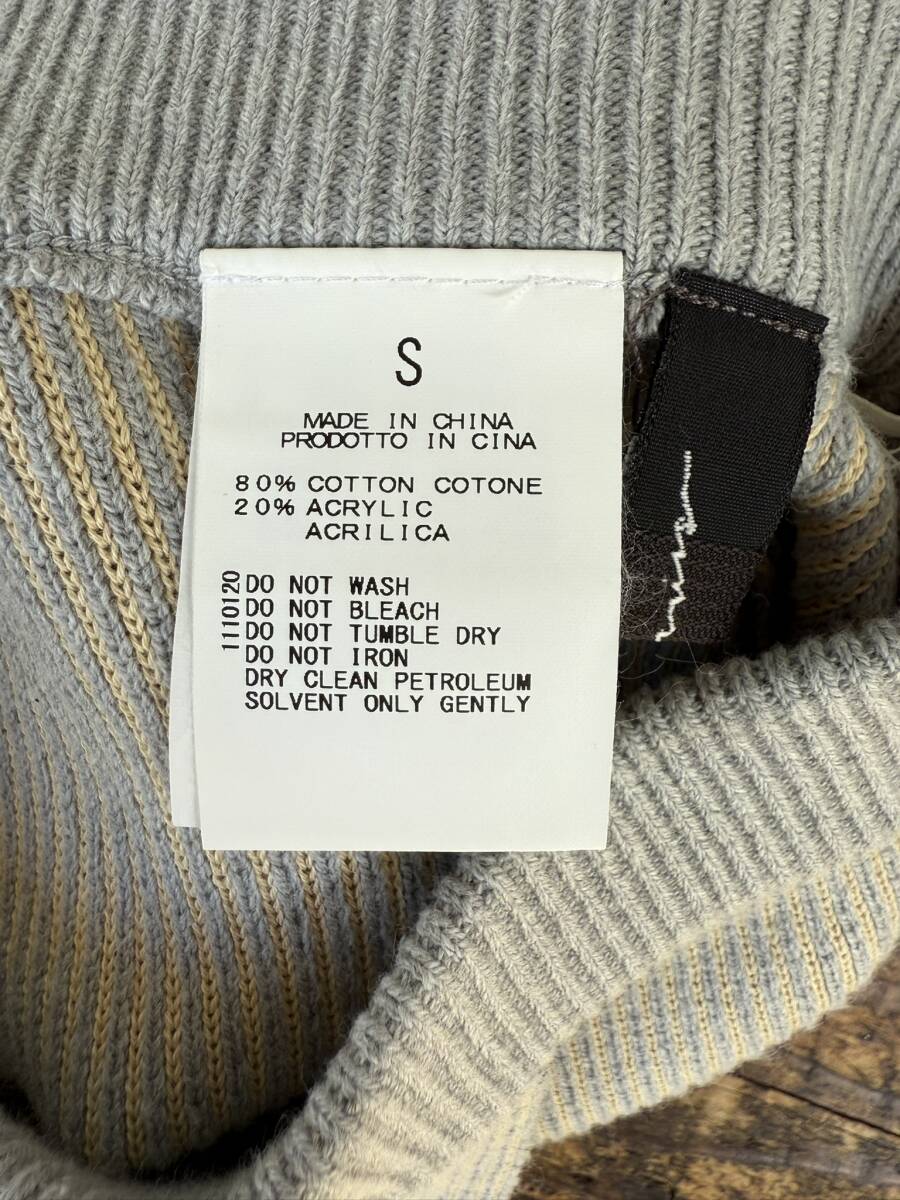 S
MADE IN CHINA
PRODOTTO IN CINA
80% COTTON COTONE
20% ACRYLIC
ACRILICA
1110120
DO NOT WASH
DO NOT BLEACH
DO NOT TUMBLE DRY
DO NOT IRON
DRY CLEAN PETROLEUM
SOLVENT ONLY GENTLY